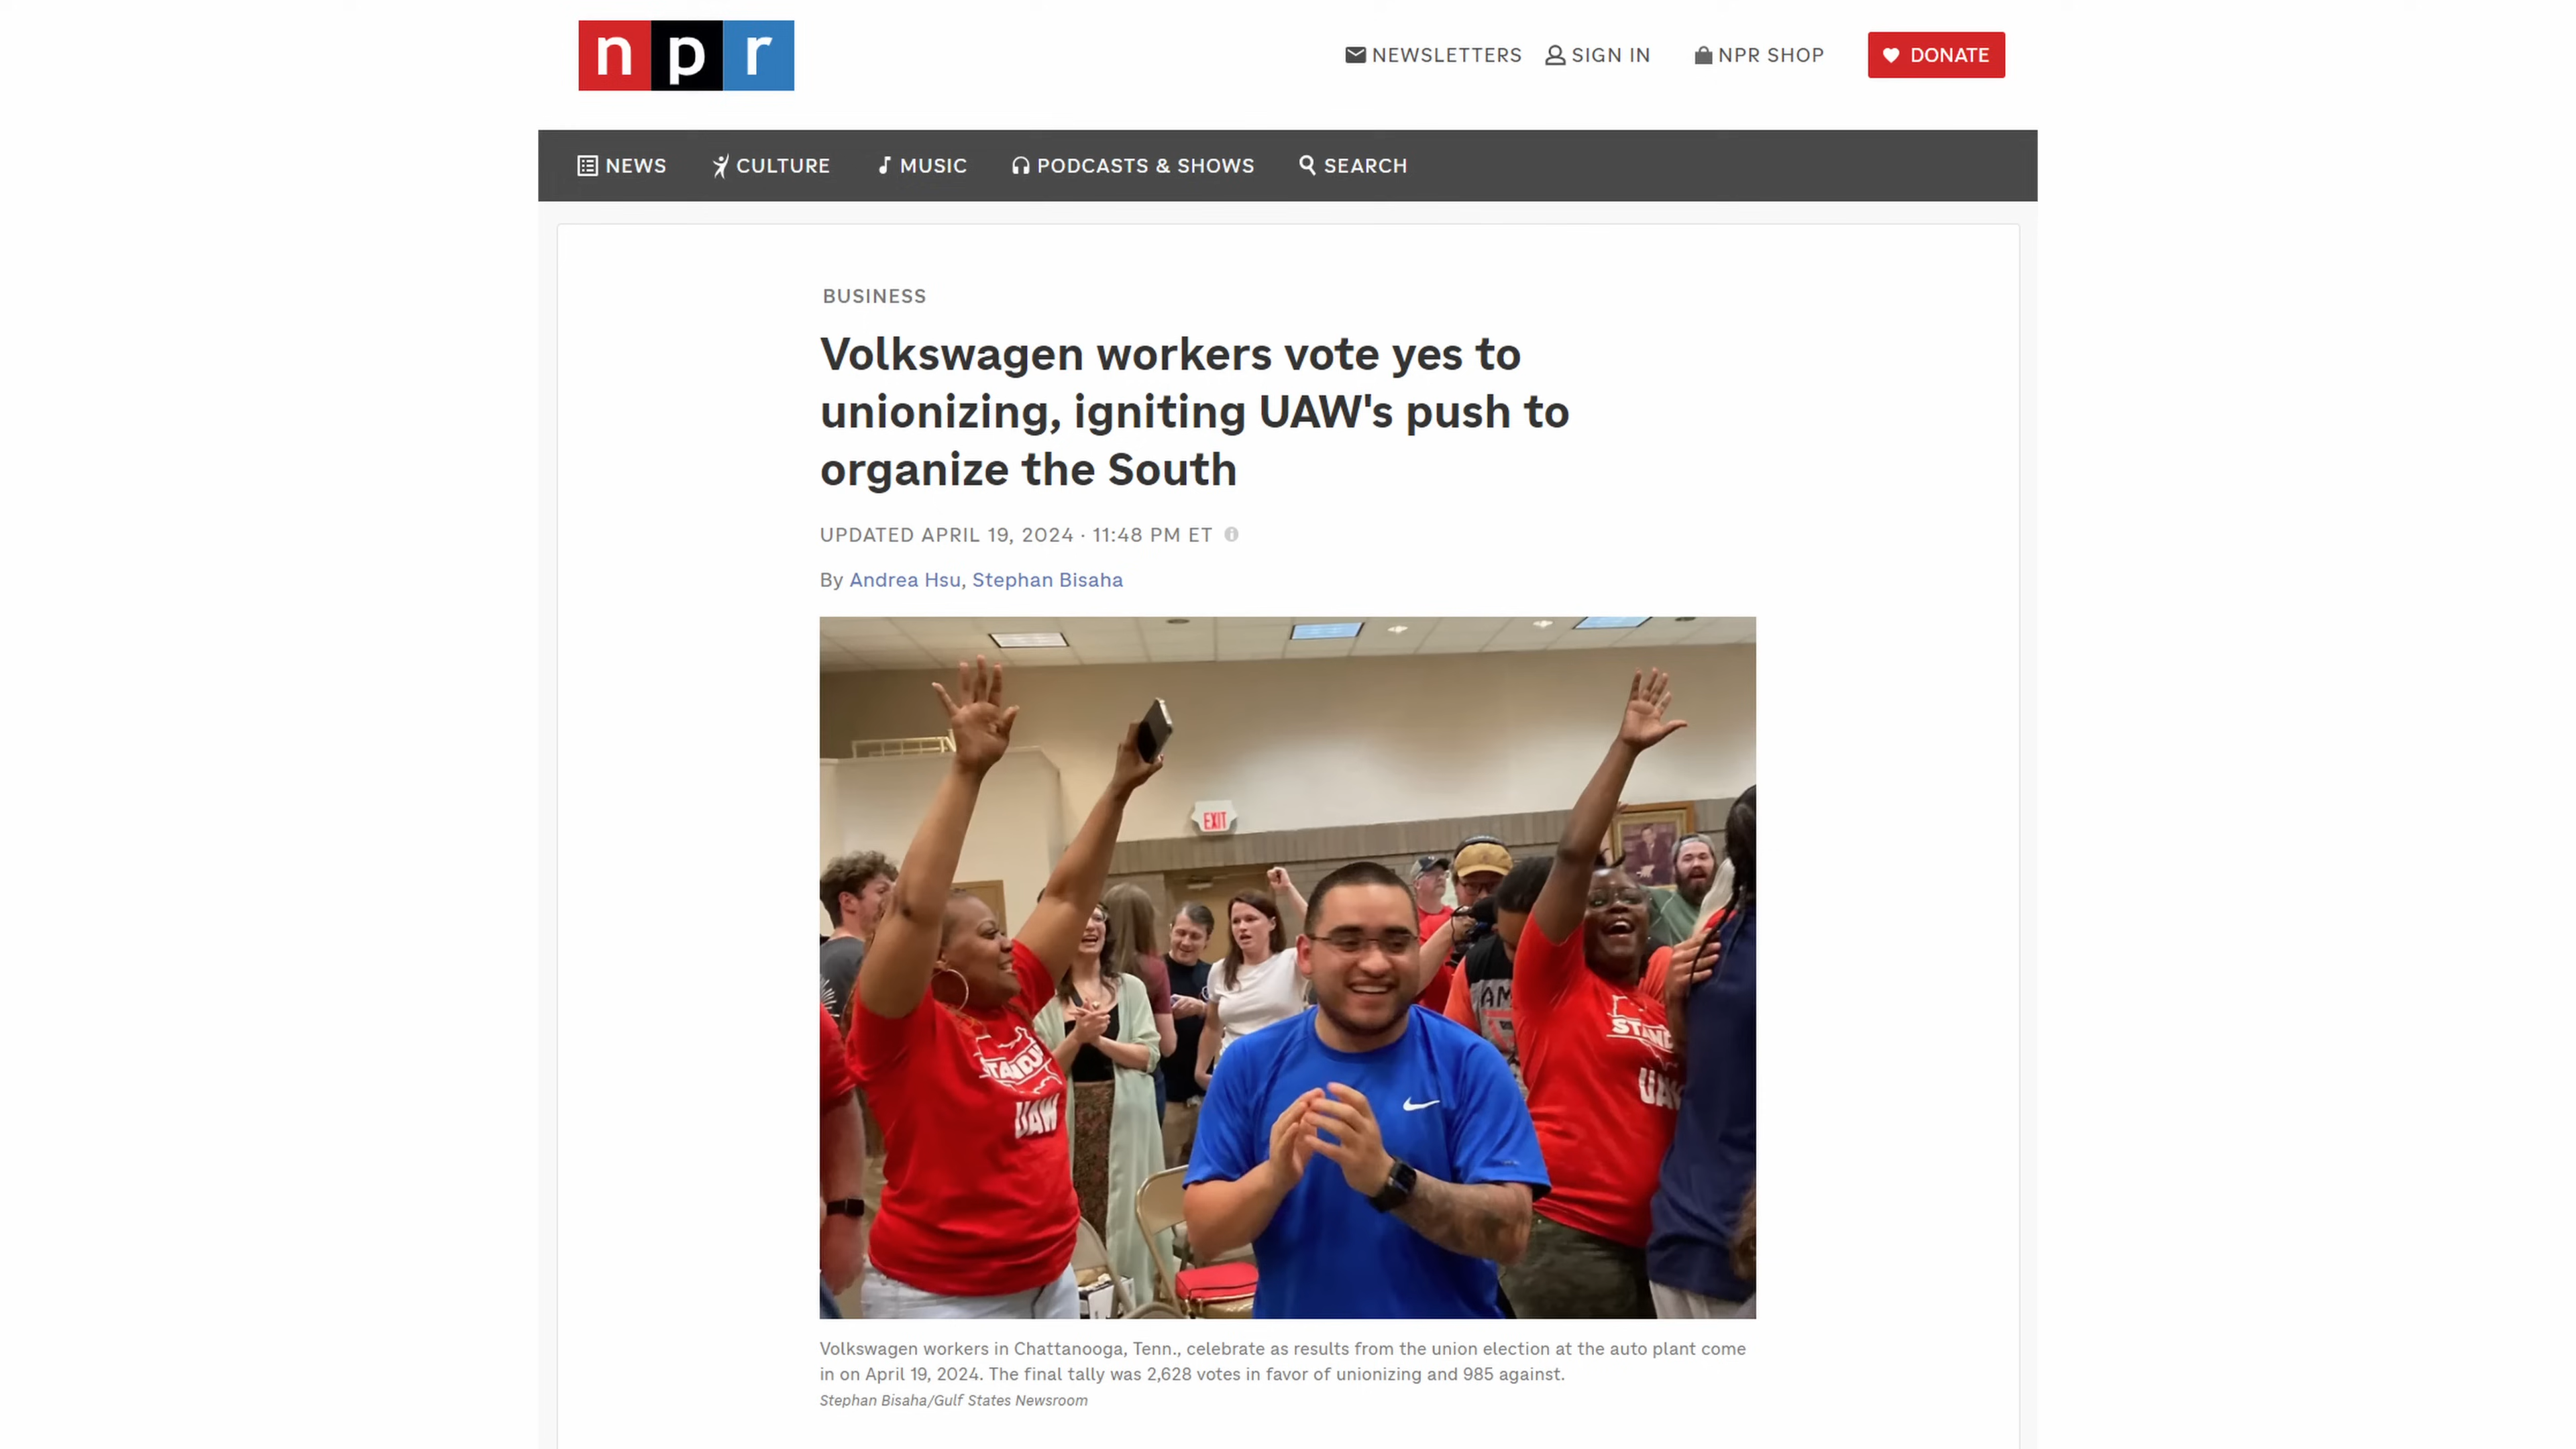 npr
NEWSLETTERS SIGN IN NPR SHOP DONATE
NEWS CULTURE MUSIC PODCASTS & SHOWS SEARCH
BUSINESS
Volkswagen workers vote yes to
unionizing, igniting UAW's push to
organize the South
UPDATED APRIL 19, 2024 · 11:48 PM ET
By Andrea Hsu, Stephan Bisaha
EXIT
STAND UP
UAW
STAND
UAW
Volkswagen workers in Chattanooga, Tenn., celebrate as results from the union election at the auto plant come
in on April 19, 2024. The final tally was 2,628 votes in favor of unionizing and 985 against.
Stephan Bisaha/Gulf States Newsroom